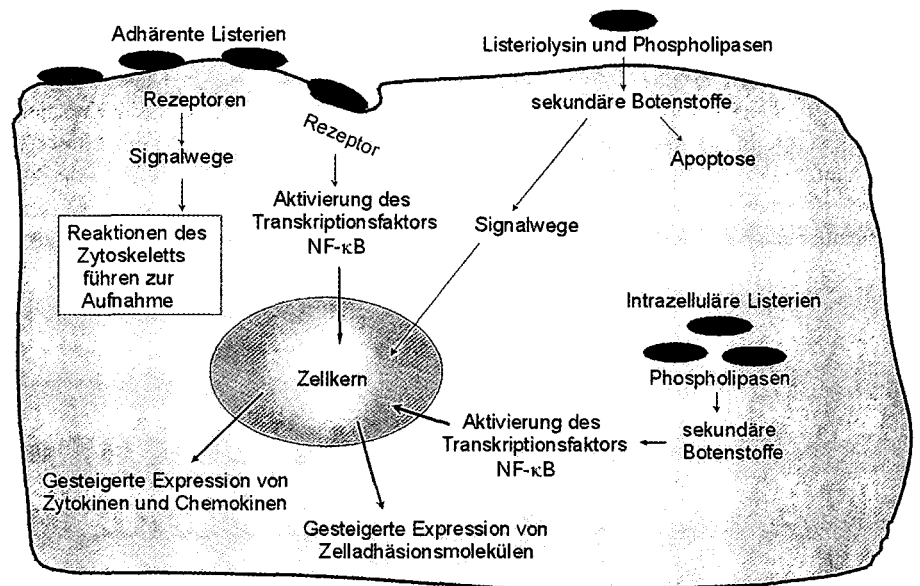 Adhärente Listerien
Rezeptoren
Signalwege
Reaktionen des
Zytoskeletts
führen zur
Aufnahme
Rezeptor
Aktivierung des
Transkriptionsfaktors
NF-κB
Listeriolysin und Phospholipasen
sekundäre Botenstoffe
Apoptose
Signalwege
Zellkern
Intrazelluläre Listerien
Phospholipasen
sekundäre
Botenstoffe
Aktivierung des
Transkriptionsfaktors
NF-κB
Gesteigerte Expression von
Zytokinen und Chemokinen
Gesteigerte Expression von
Zelladhäsionsmolekülen